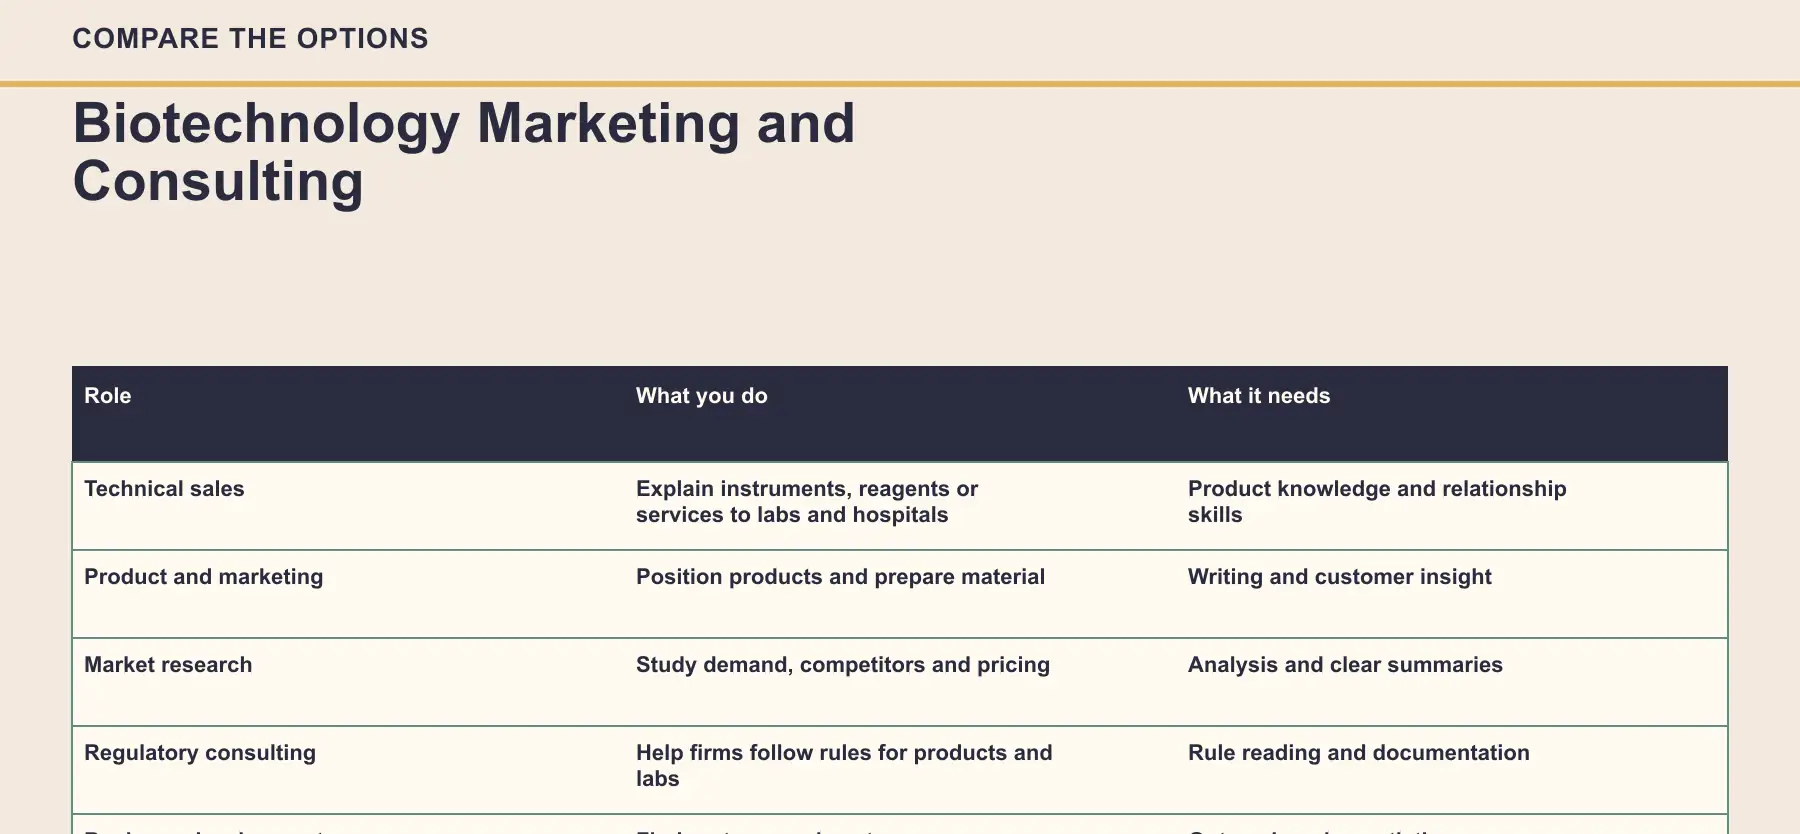 COMPARE THE OPTIONS
Biotechnology Marketing and
Consulting
Role
What you do
What it needs
Technical sales
Explain instruments, reagents or
services to labs and hospitals
Product knowledge and relationship
skills
Product and marketing
Position products and prepare material
Writing and customer insight
Market research
Study demand, competitors and pricing
Analysis and clear summaries
Regulatory consulting
Help firms follow rules for products and
labs
Rule reading and documentation